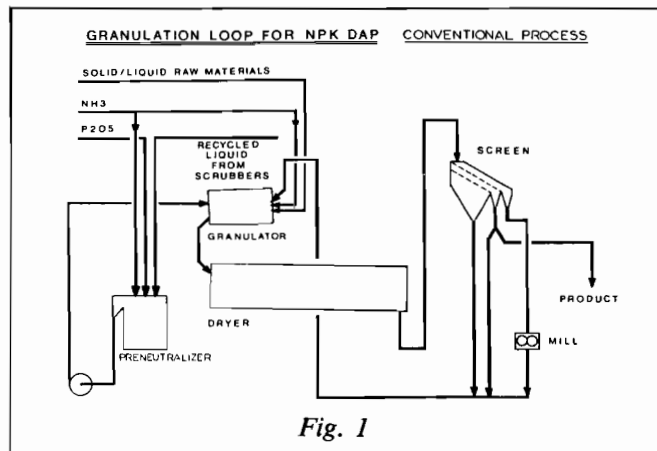 GRANULATION LOOP FOR NPK DAP CONVENTIONAL PROCESS
SOLID/LIQUID RAW MATERIALS
NH3
P2O5
RECYCLED
LIQUID
FROM
SCRUBBERS
SCREEN
GRANULATOR
PRODUCT
DRYER
MILL
PRENEUTRALIZER
Fig. 1